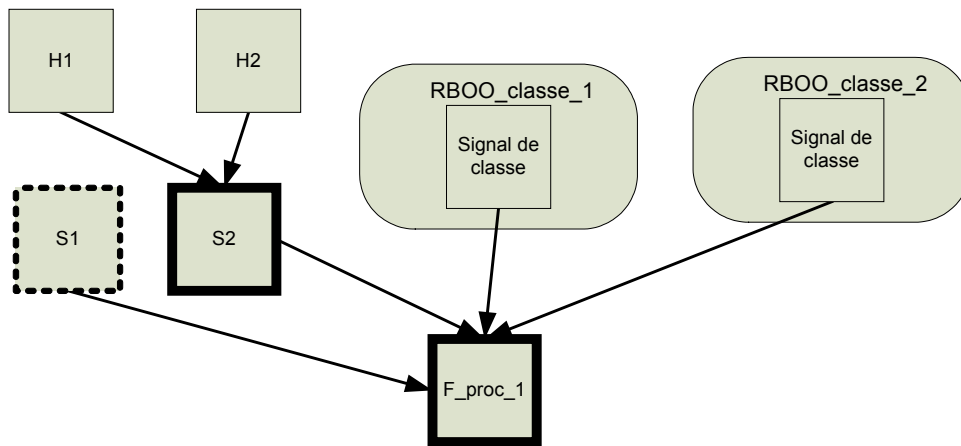 H1
H2
RBOO_classe_1
Signal de
classe
RBOO_classe_2
Signal de
classe
S1
S2
F_proc_1